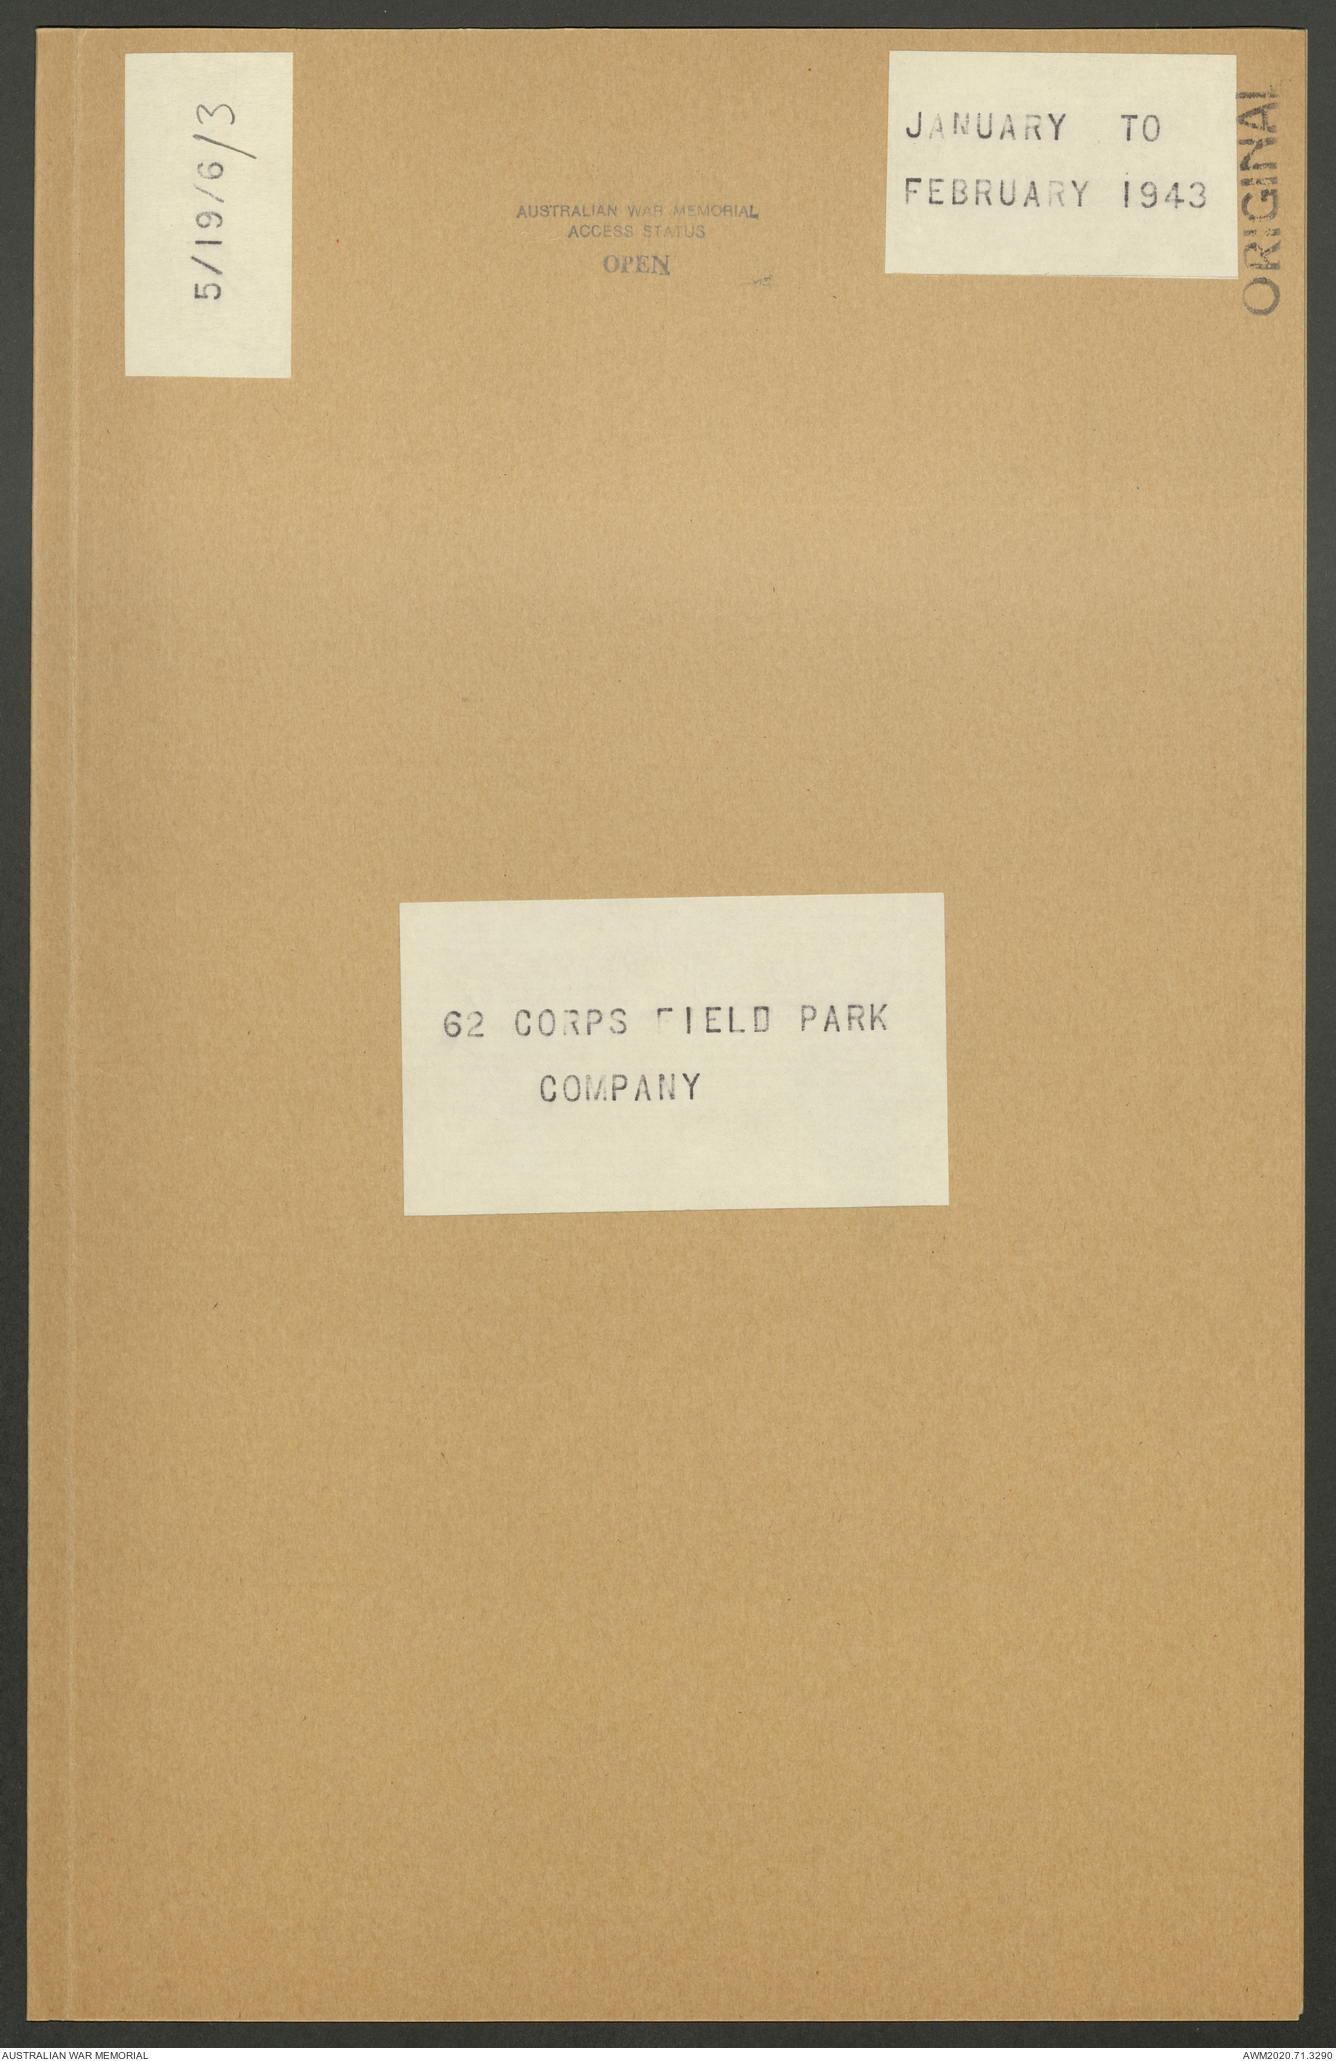 5/19/6/3
JANUARY TO
FEBRUARY 1943
ORIGINAL
AUSTRALIAN WAR MEMORIAL
ACCESS STATUS
OPEN
62 CORPS FIELD PARK
COMPANY
AUSTRALIAN WAR MEMORIAL
AWM2020.71.3290